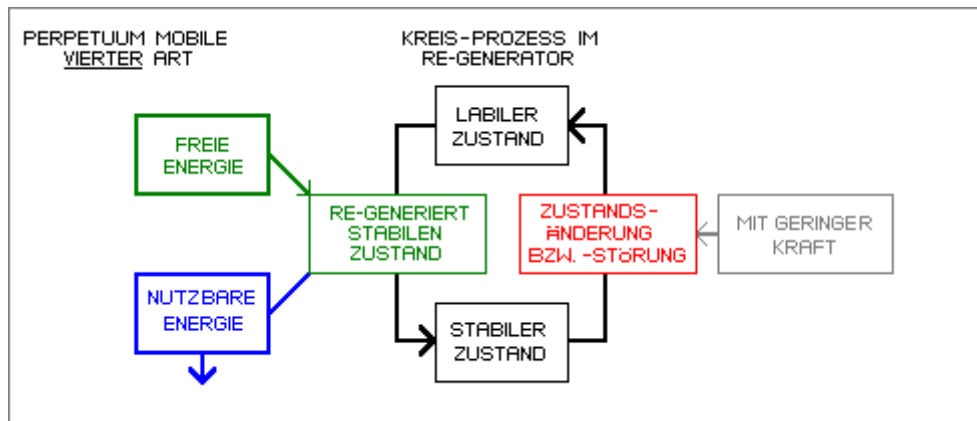 PERPETUUM MOBILE
VIERTER ART
KREIS-PROZESS IM
RE-GENERATOR
LABILER
ZUSTAND
FREIE
ENERGIE
RE-GENERIERT
STABILEN
ZUSTAND
ZUSTANDS-
ÄNDERUNG
BZW.-STÖRUNG
MIT GERINGER
KRAFT
NUTZBARE
ENERGIE
STABILER
ZUSTAND